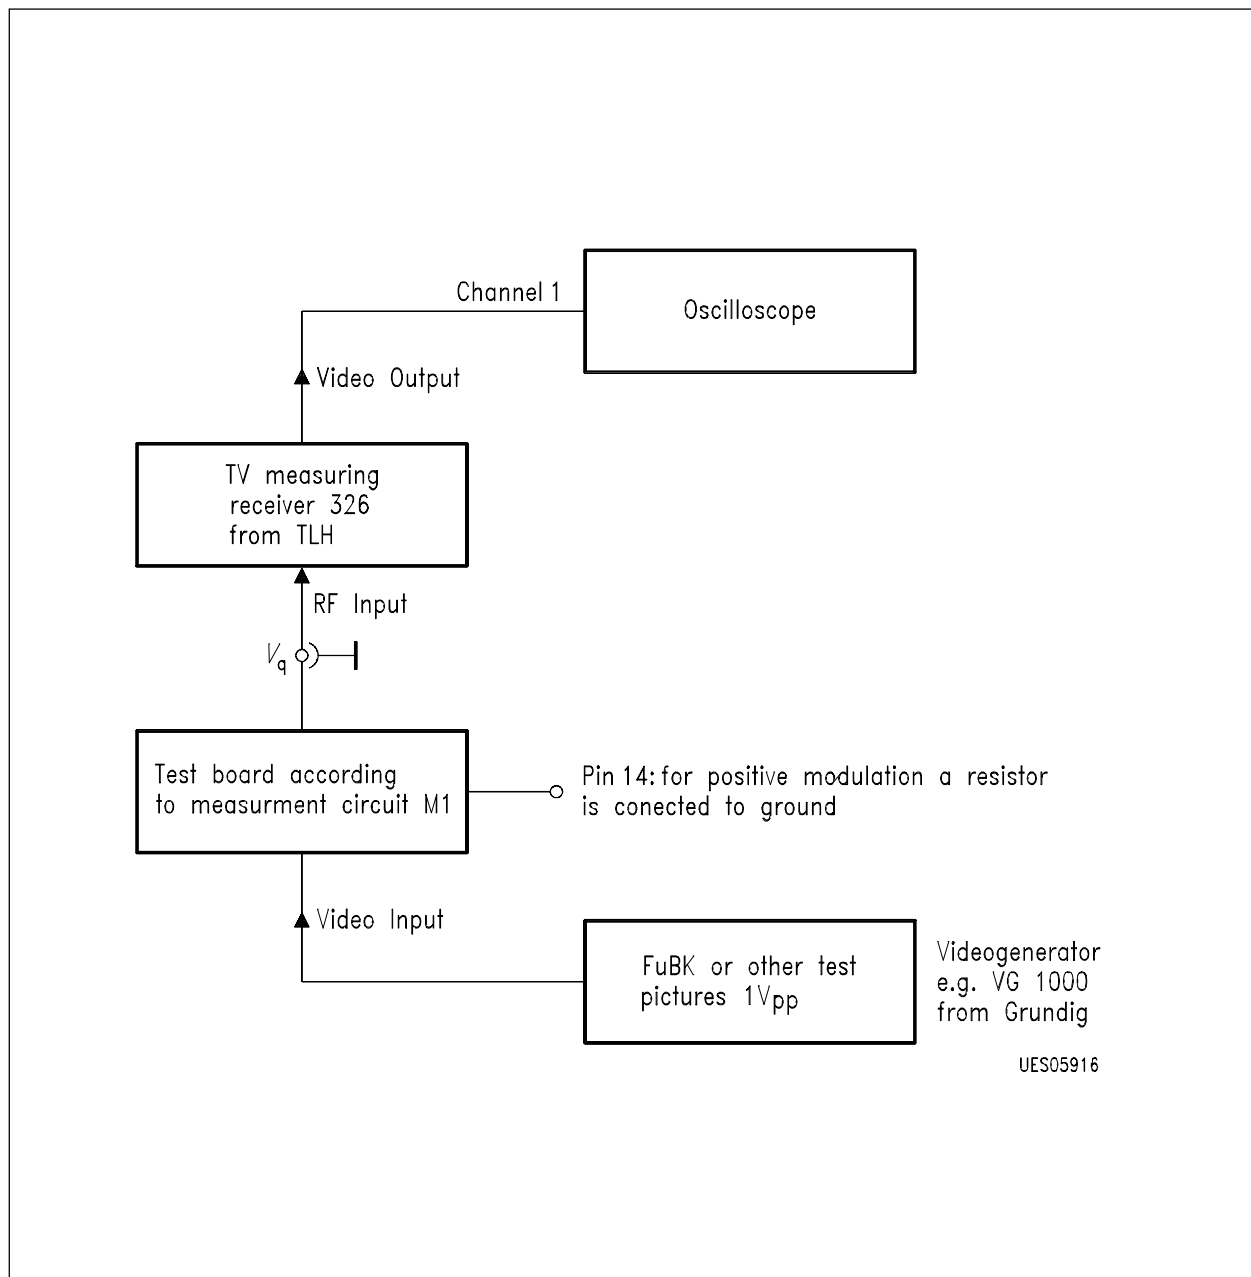 Channel 1
Oscilloscope
Video Output
TV measuring
receiver 326
from TLH
RF Input
Vq
Test board according
to measurment circuit M1
Pin 14: for positive modulation a resistor
is conected to ground
Video Input
FuBK or other test
pictures 1Vpp
Videogenerator
e.g. VG 1000
from Grundig
UES05916